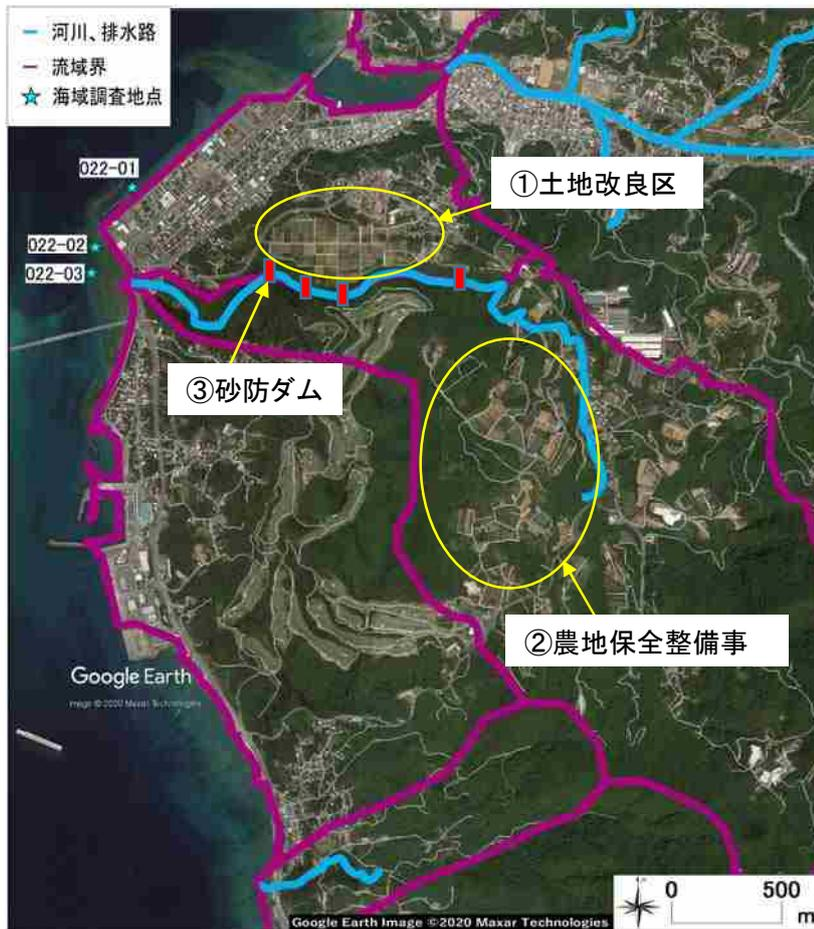 河川、排水路
流域界
海域調査地点
022-01
①土地改良区
022-02
022-03
③砂防ダム
②農地保全整備事
Google Earth
Image © 2020 Maxar Technologies
0 500
m
Google Earth Image ©2020 Maxar Technologies